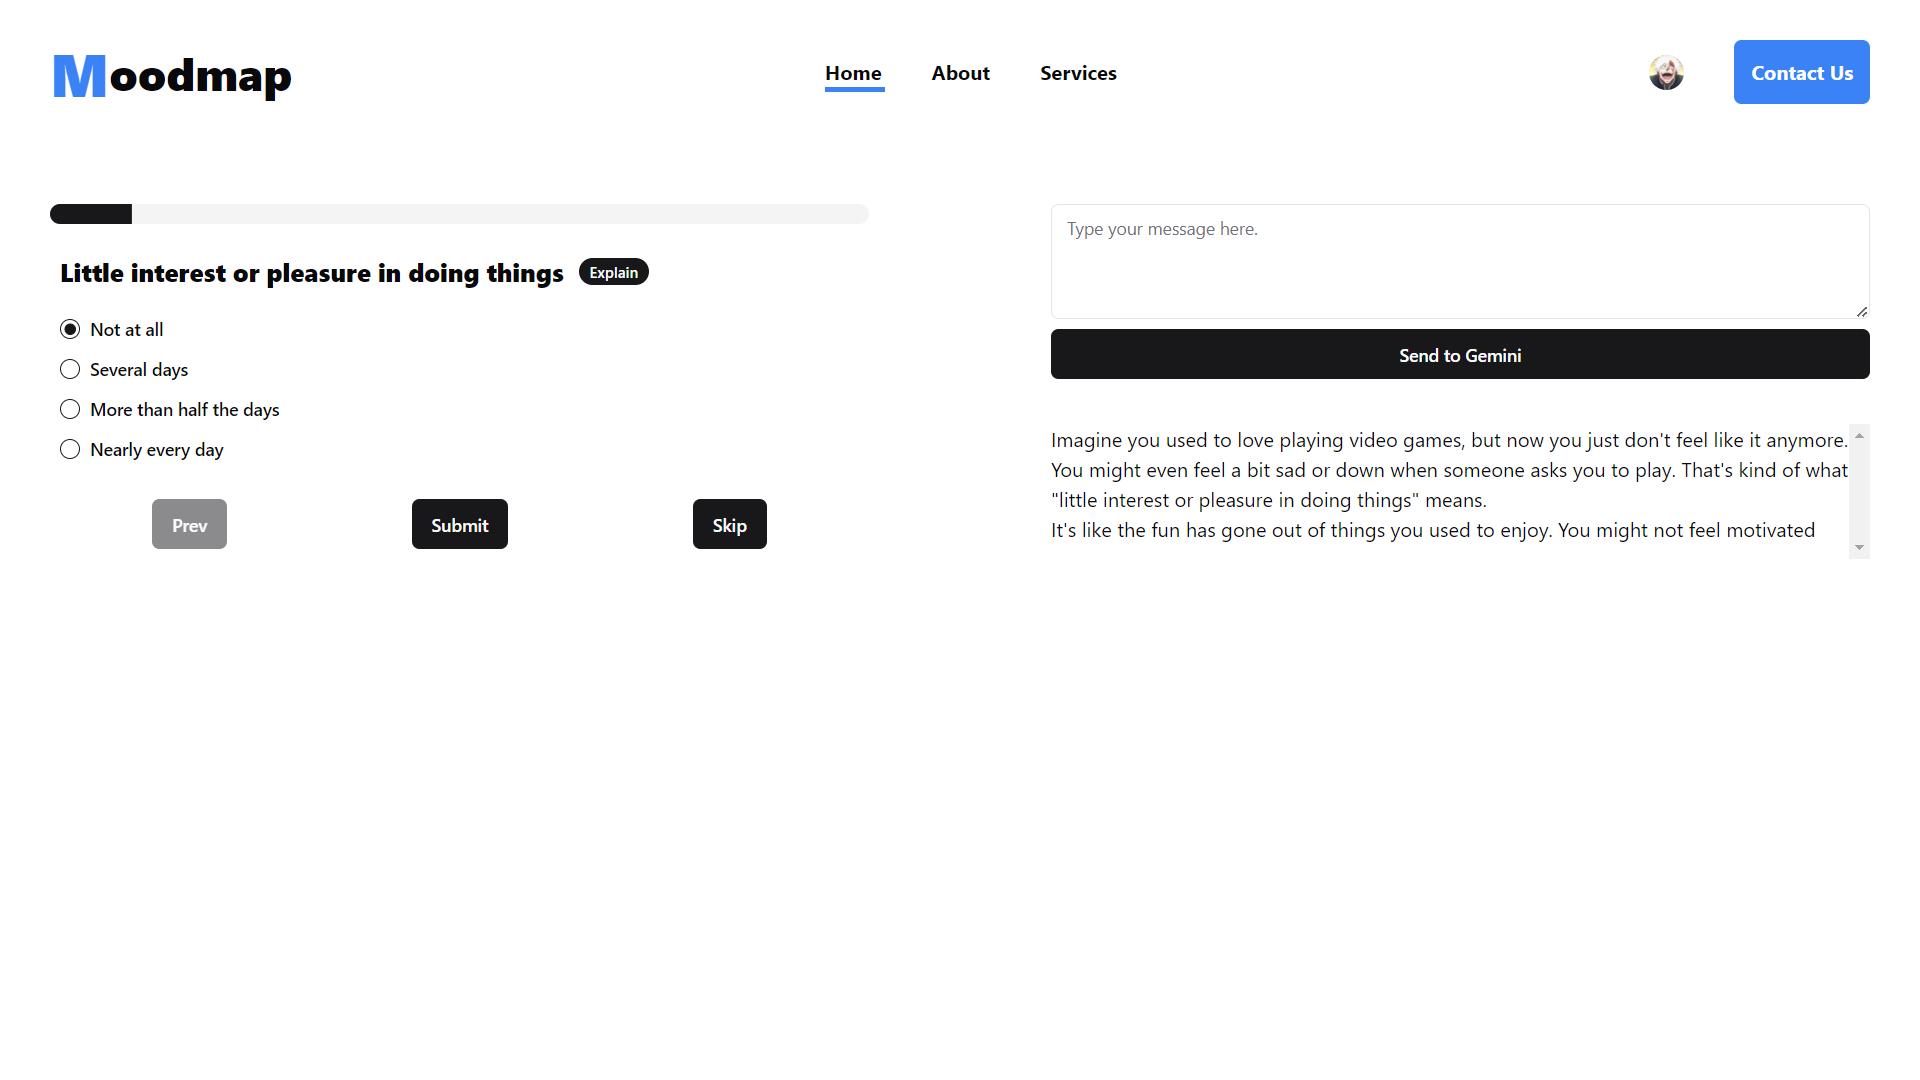 Moodmap
Home
About
Services
Contact Us
Little interest or pleasure in doing things
Explain
Not at all
Several days
More than half the days
Nearly every day
Prev
Submit
Skip
Type your message here.
Send to Gemini
Imagine you used to love playing video games, but now you just don't feel like it anymore.
You might even feel a bit sad or down when someone asks you to play. That's kind of what
"little interest or pleasure in doing things" means.
It's like the fun has gone out of things you used to enjoy. You might not feel motivated